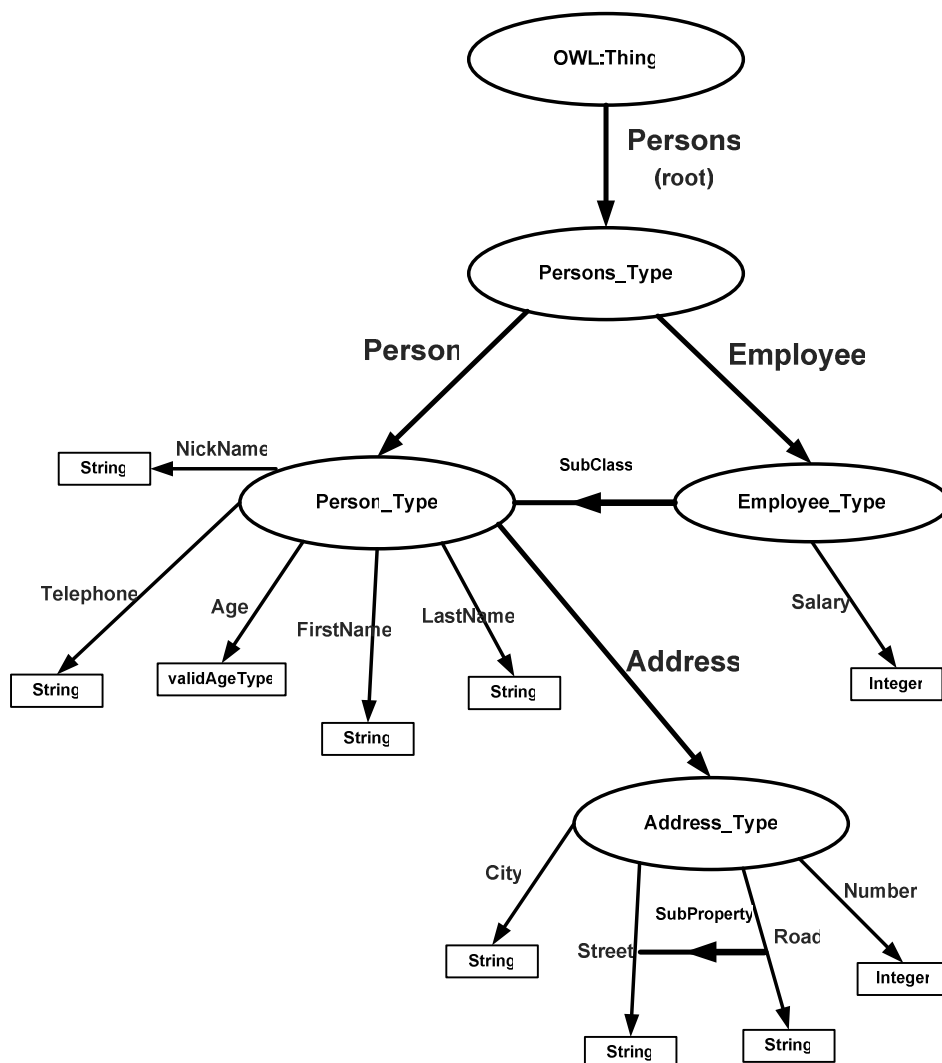 OWL:Thing
Persons
(root)
Persons_Type
Person
Employee
NickName
String
SubClass
Person_Type
Employee_Type
Telephone
Age
FirstName
LastName
Salary
Address
String
validAgeType
String
String
Integer
Address_Type
City
Number
SubProperty
Street
Road
String
Integer
String
String